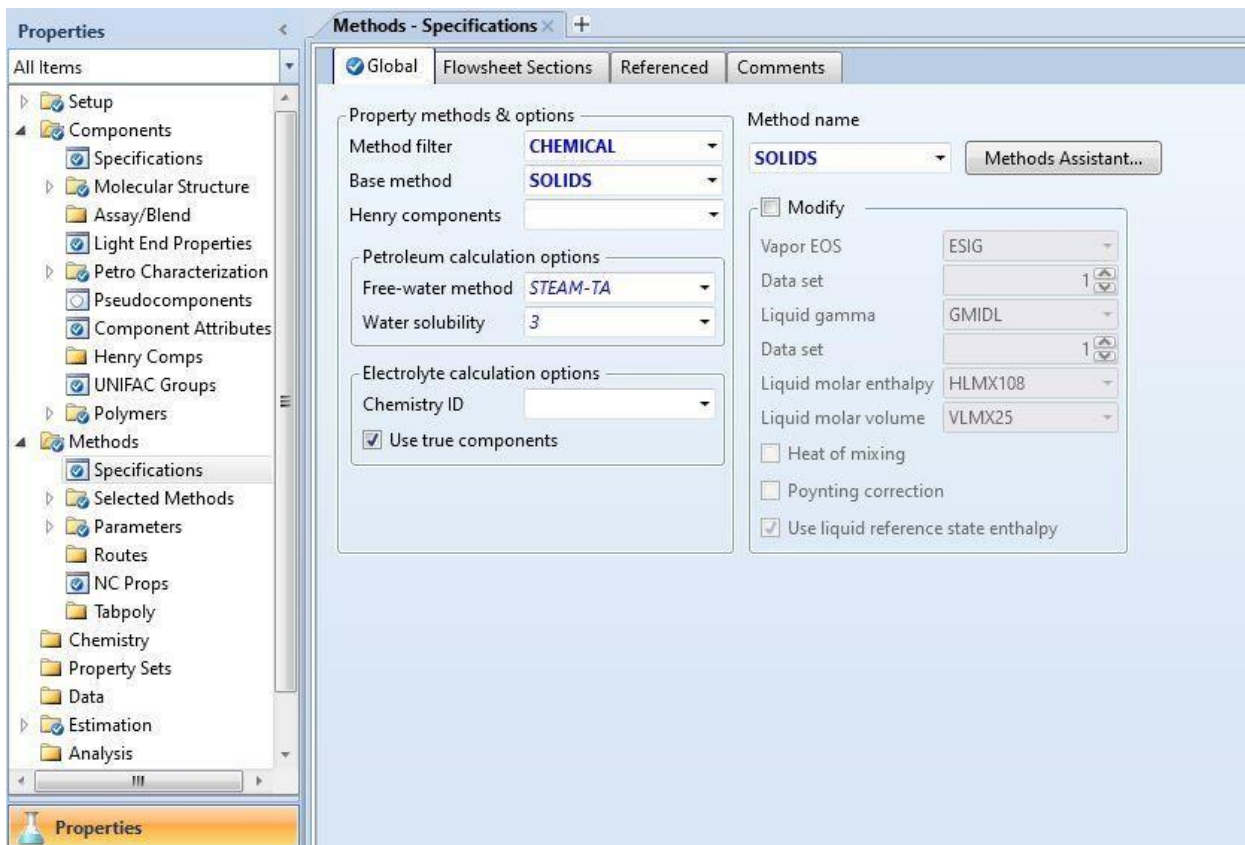 Properties
All Items
Setup
Components
Specifications
Molecular Structure
Assay/Blend
Light End Properties
Petro Characterization
Pseudocomponents
Component Attributes
Henry Comps
UNIFAC Groups
Polymers
Methods
Specifications
Selected Methods
Parameters
Routes
NC Props
Tabpoly
Chemistry
Property Sets
Data
Estimation
Analysis
Properties
Methods - Specifications
Global Flowsheet Sections Referenced Comments
Property methods & options
Method filter CHEMICAL
Base method SOLIDS
Henry components
Petroleum calculation options
Free-water method STEAM-TA
Water solubility 3
Electrolyte calculation options
Chemistry ID
Use true components
Method name
SOLIDS Methods Assistant...
Modify
Vapor EOS ESIG
Data set 1
Liquid gamma GMIDL
Data set 1
Liquid molar enthalpy HLMX108
Liquid molar volume VLMX25
Heat of mixing
Poynting correction
Use liquid reference state enthalpy